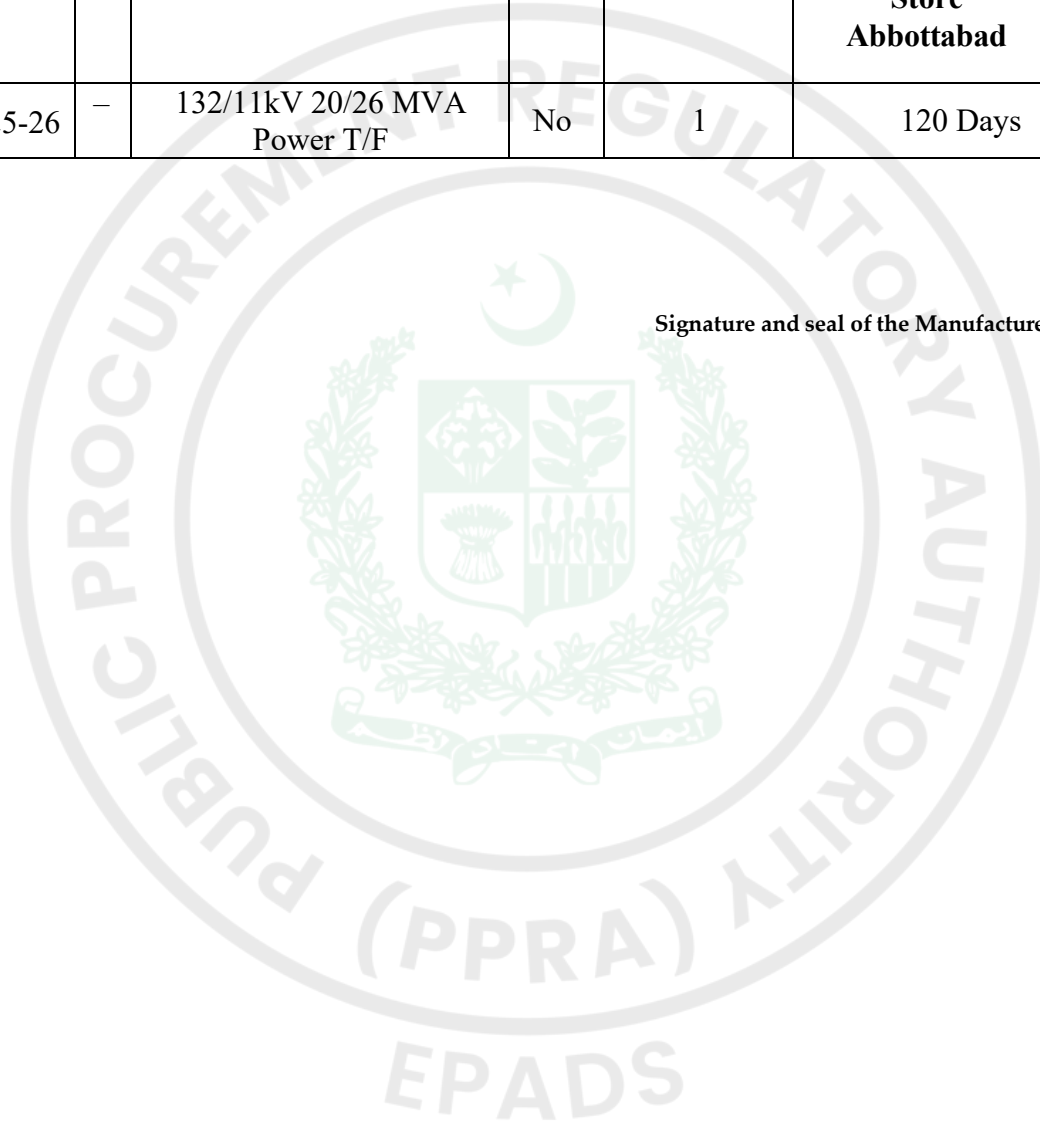 Store
Abbottabad
5-26 – 132/11kV 20/26 MVA No 1 120 Days
Power T/F
Signature and seal of the Manufacture
PUBLIC PROCUREMENT REGULATORY AUTHORITY
(PPRA)
EPADS